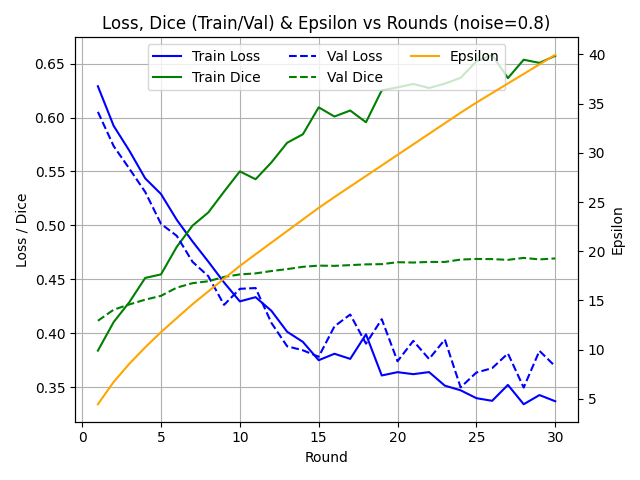 Loss, Dice (Train/Val) & Epsilon vs Rounds (noise=0.8)
Train Loss
Train Dice
Val Loss
Val Dice
Epsilon
Loss / Dice
0.65
0.60
0.55
0.50
0.45
0.40
0.35
Epsilon
40
35
30
25
20
15
10
5
0 5 10 15 20 25 30
Round